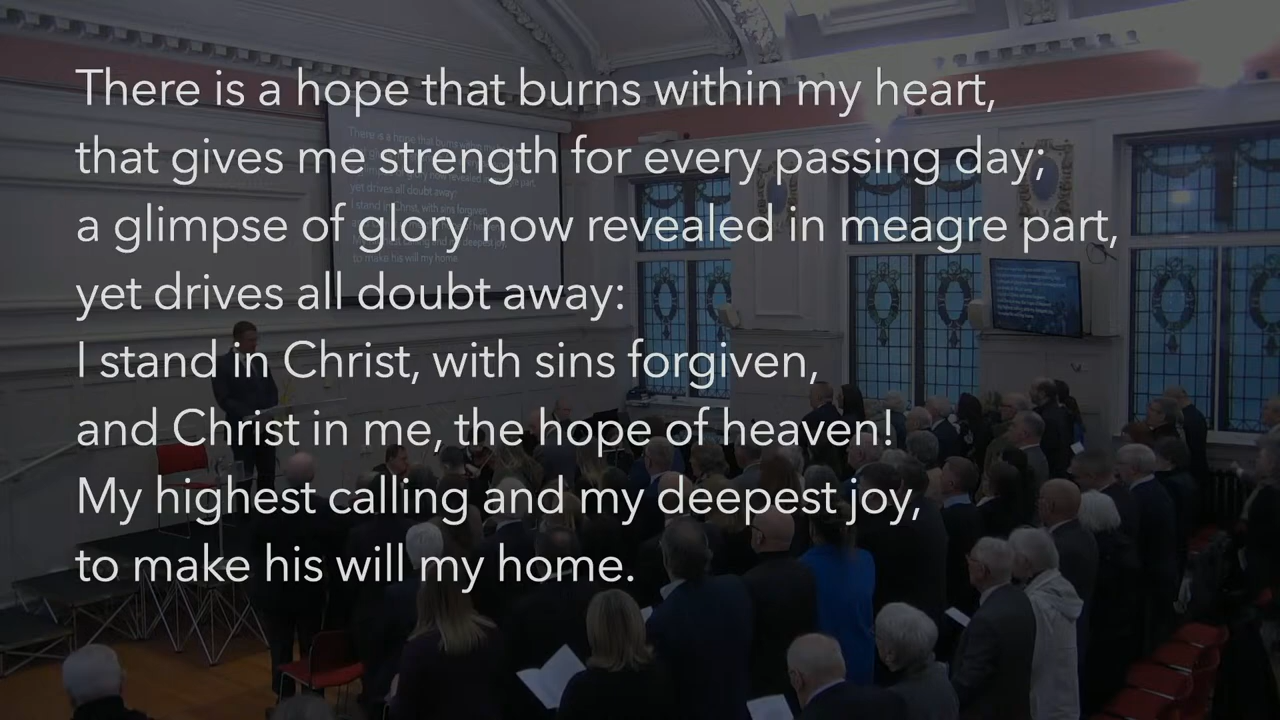 There is a hope that burns within my heart,
that gives me strength for every passing day;
a glimpse of glory now revealed in meagre part,
yet drives all doubt away:
I stand in Christ, with sins forgiven,
and Christ in me, the hope of heaven!
My highest calling and my deepest joy,
to make his will my home.